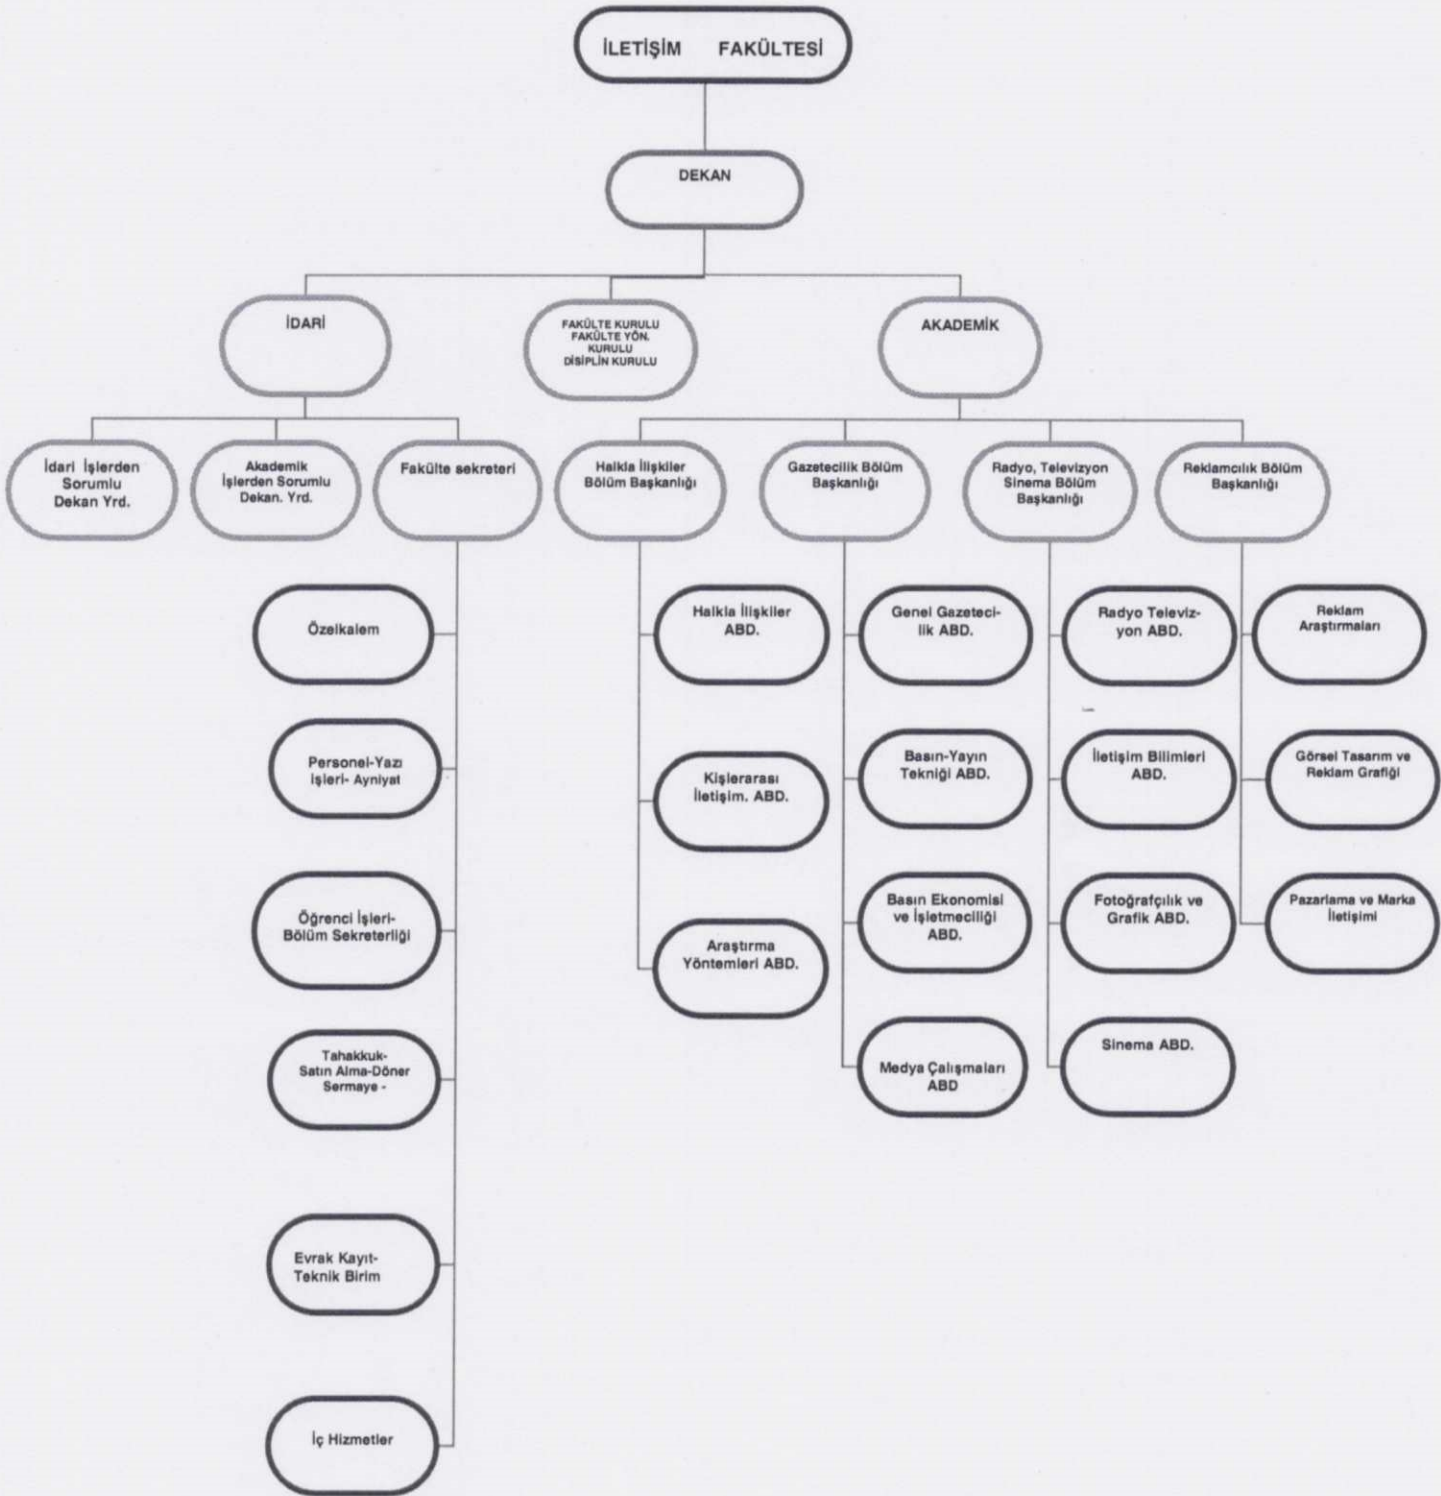 İLETİŞİM FAKÜLTESİ
DEKAN
İDARİ
FAKÜLTE KURULU
FAKÜLTE YÖN.
KURULU
DİSİPLİN KURULU
AKADEMİK
İdari İşlerden
Sorumlu
Dekan Yrd.
Akademik
İşlerden Sorumlu
Dekan. Yrd.
Fakülte sekreteri
Halkla İlişkiler
Bölüm Başkanlığı
Gazetecilik Bölüm
Başkanlığı
Radyo, Televizyon
Sinema Bölüm
Başkanlığı
Reklamcılık Bölüm
Başkanlığı
Özelkalem
Personel-Yazı
işleri- Ayniyat
Öğrenci İşleri-
Bölüm Sekreterliği
Tahakkuk-
Satın Alma-Döner
Sermaye -
Evrak Kayıt-
Teknik Birim
İç Hizmetler
Halkla İlişkiler
ABD.
Kişlerarası
İletişim. ABD.
Araştırma
Yöntemleri ABD.
Genel Gazeteci-
lik ABD.
Basın-Yayın
Tekniği ABD.
Basın Ekonomisi
ve İşletmeciliği
ABD.
Medya Çalışmaları
ABD
Radyo Televiz-
yon ABD.
İletişim Bilimleri
ABD.
Fotoğrafçılık ve
Grafik ABD.
Sinema ABD.
Reklam
Araştırmaları
Görsel Tasarım ve
Reklam Grafiği
Pazarlama ve Marka
İletişimi